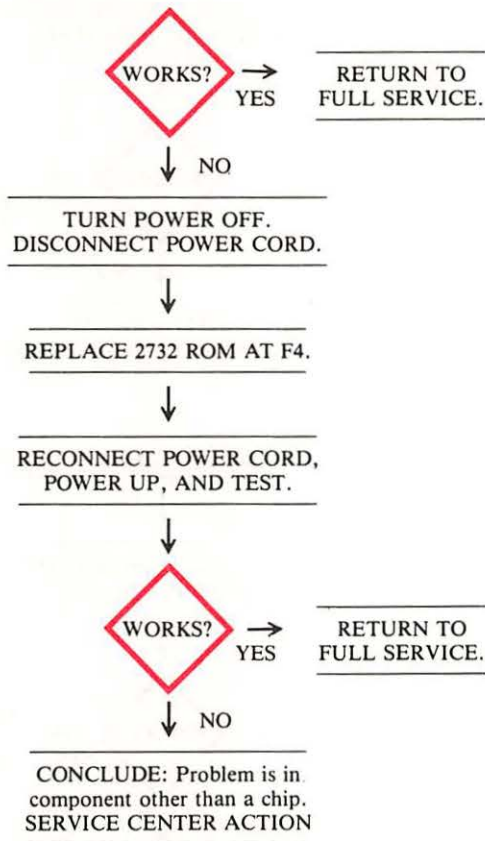 WORKS?
YES
RETURN TO
FULL SERVICE.
NO
TURN POWER OFF.
DISCONNECT POWER CORD.
REPLACE 2732 ROM AT F4.
RECONNECT POWER CORD,
POWER UP, AND TEST.
WORKS?
YES
RETURN TO
FULL SERVICE.
NO
CONCLUDE: Problem is in
component other than a chip.
SERVICE CENTER ACTION